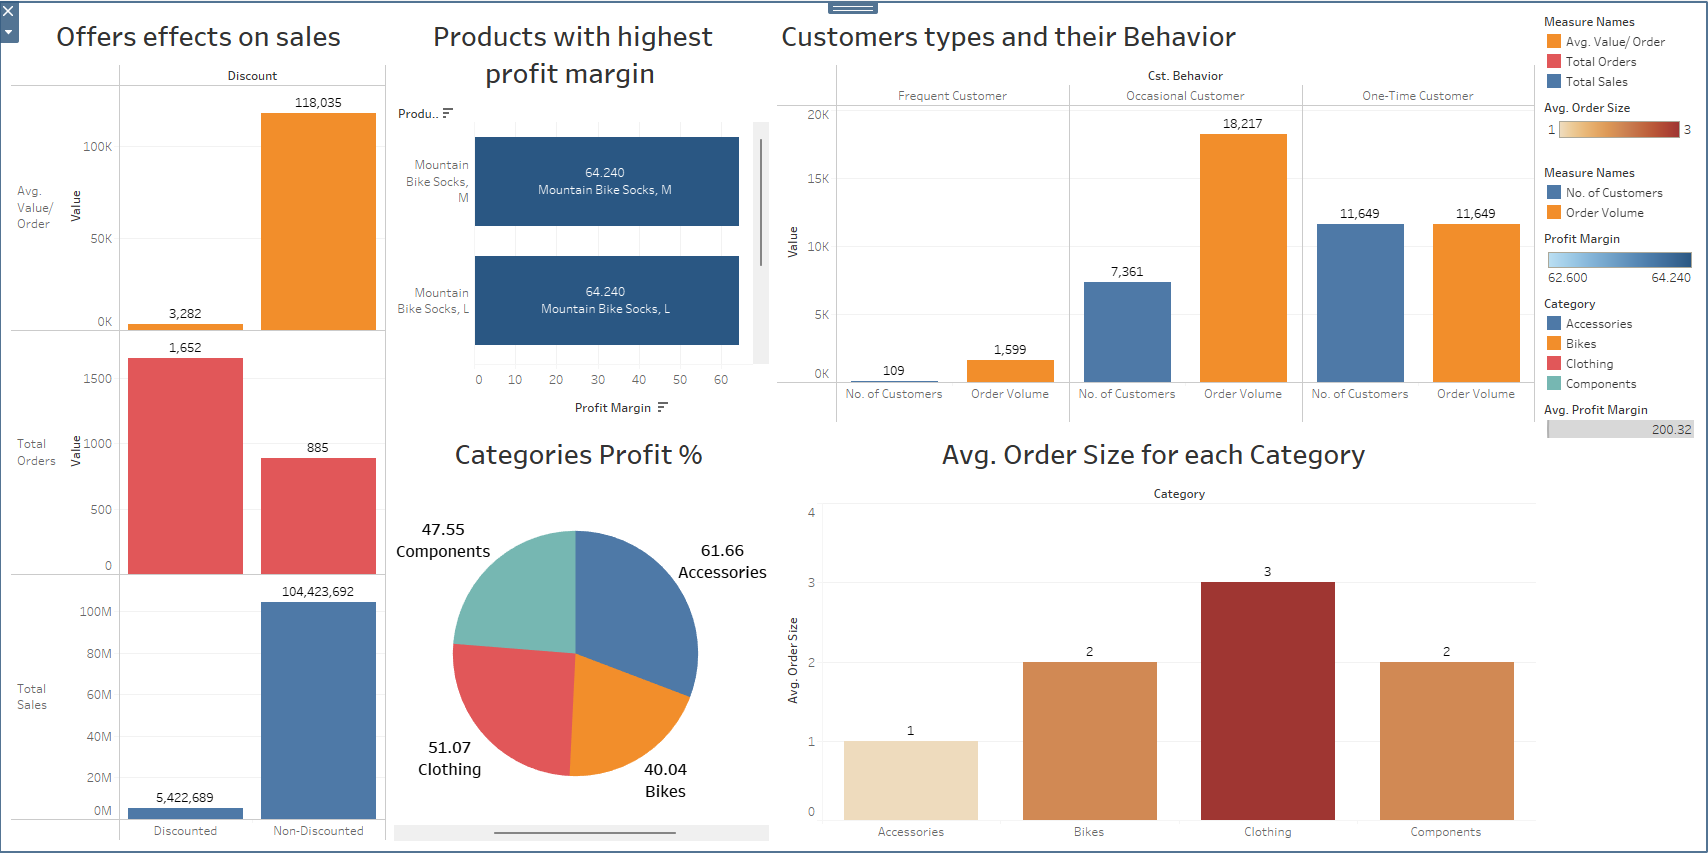 Offers effects on sales
Discount
Avg.
Value/
Order
Value
100K
50K
0K
3,282
118,035
Total
Orders
Value
1500
1000
500
0
1,652
885
Total
Sales
100M
80M
60M
40M
20M
0M
5,422,689
104,423,692
Discounted
Non-Discounted
Products with highest
profit margin
Produ..
Mountain
Bike Socks,
M
64.240
Mountain Bike Socks, M
Mountain
Bike Socks, L
64.240
Mountain Bike Socks, L
0
10
20
30
40
50
60
Profit Margin
Customers types and their Behavior
Cst. Behavior
Frequent Customer
Occasional Customer
One-Time Customer
Value
20K
15K
10K
5K
0K
109
1,599
7,361
18,217
11,649
11,649
No. of Customers
Order Volume
No. of Customers
Order Volume
No. of Customers
Order Volume
Categories Profit %
47.55
Components
61.66
Accessories
51.07
Clothing
40.04
Bikes
Avg. Order Size for each Category
Category
Avg. Order Size
4
3
2
1
0
1
2
3
2
Accessories
Bikes
Clothing
Components
Measure Names
Avg. Value/ Order
Total Orders
Total Sales
Avg. Order Size
1
3
Measure Names
No. of Customers
Order Volume
Profit Margin
62.600
64.240
Category
Accessories
Bikes
Clothing
Components
Avg. Profit Margin
200.32